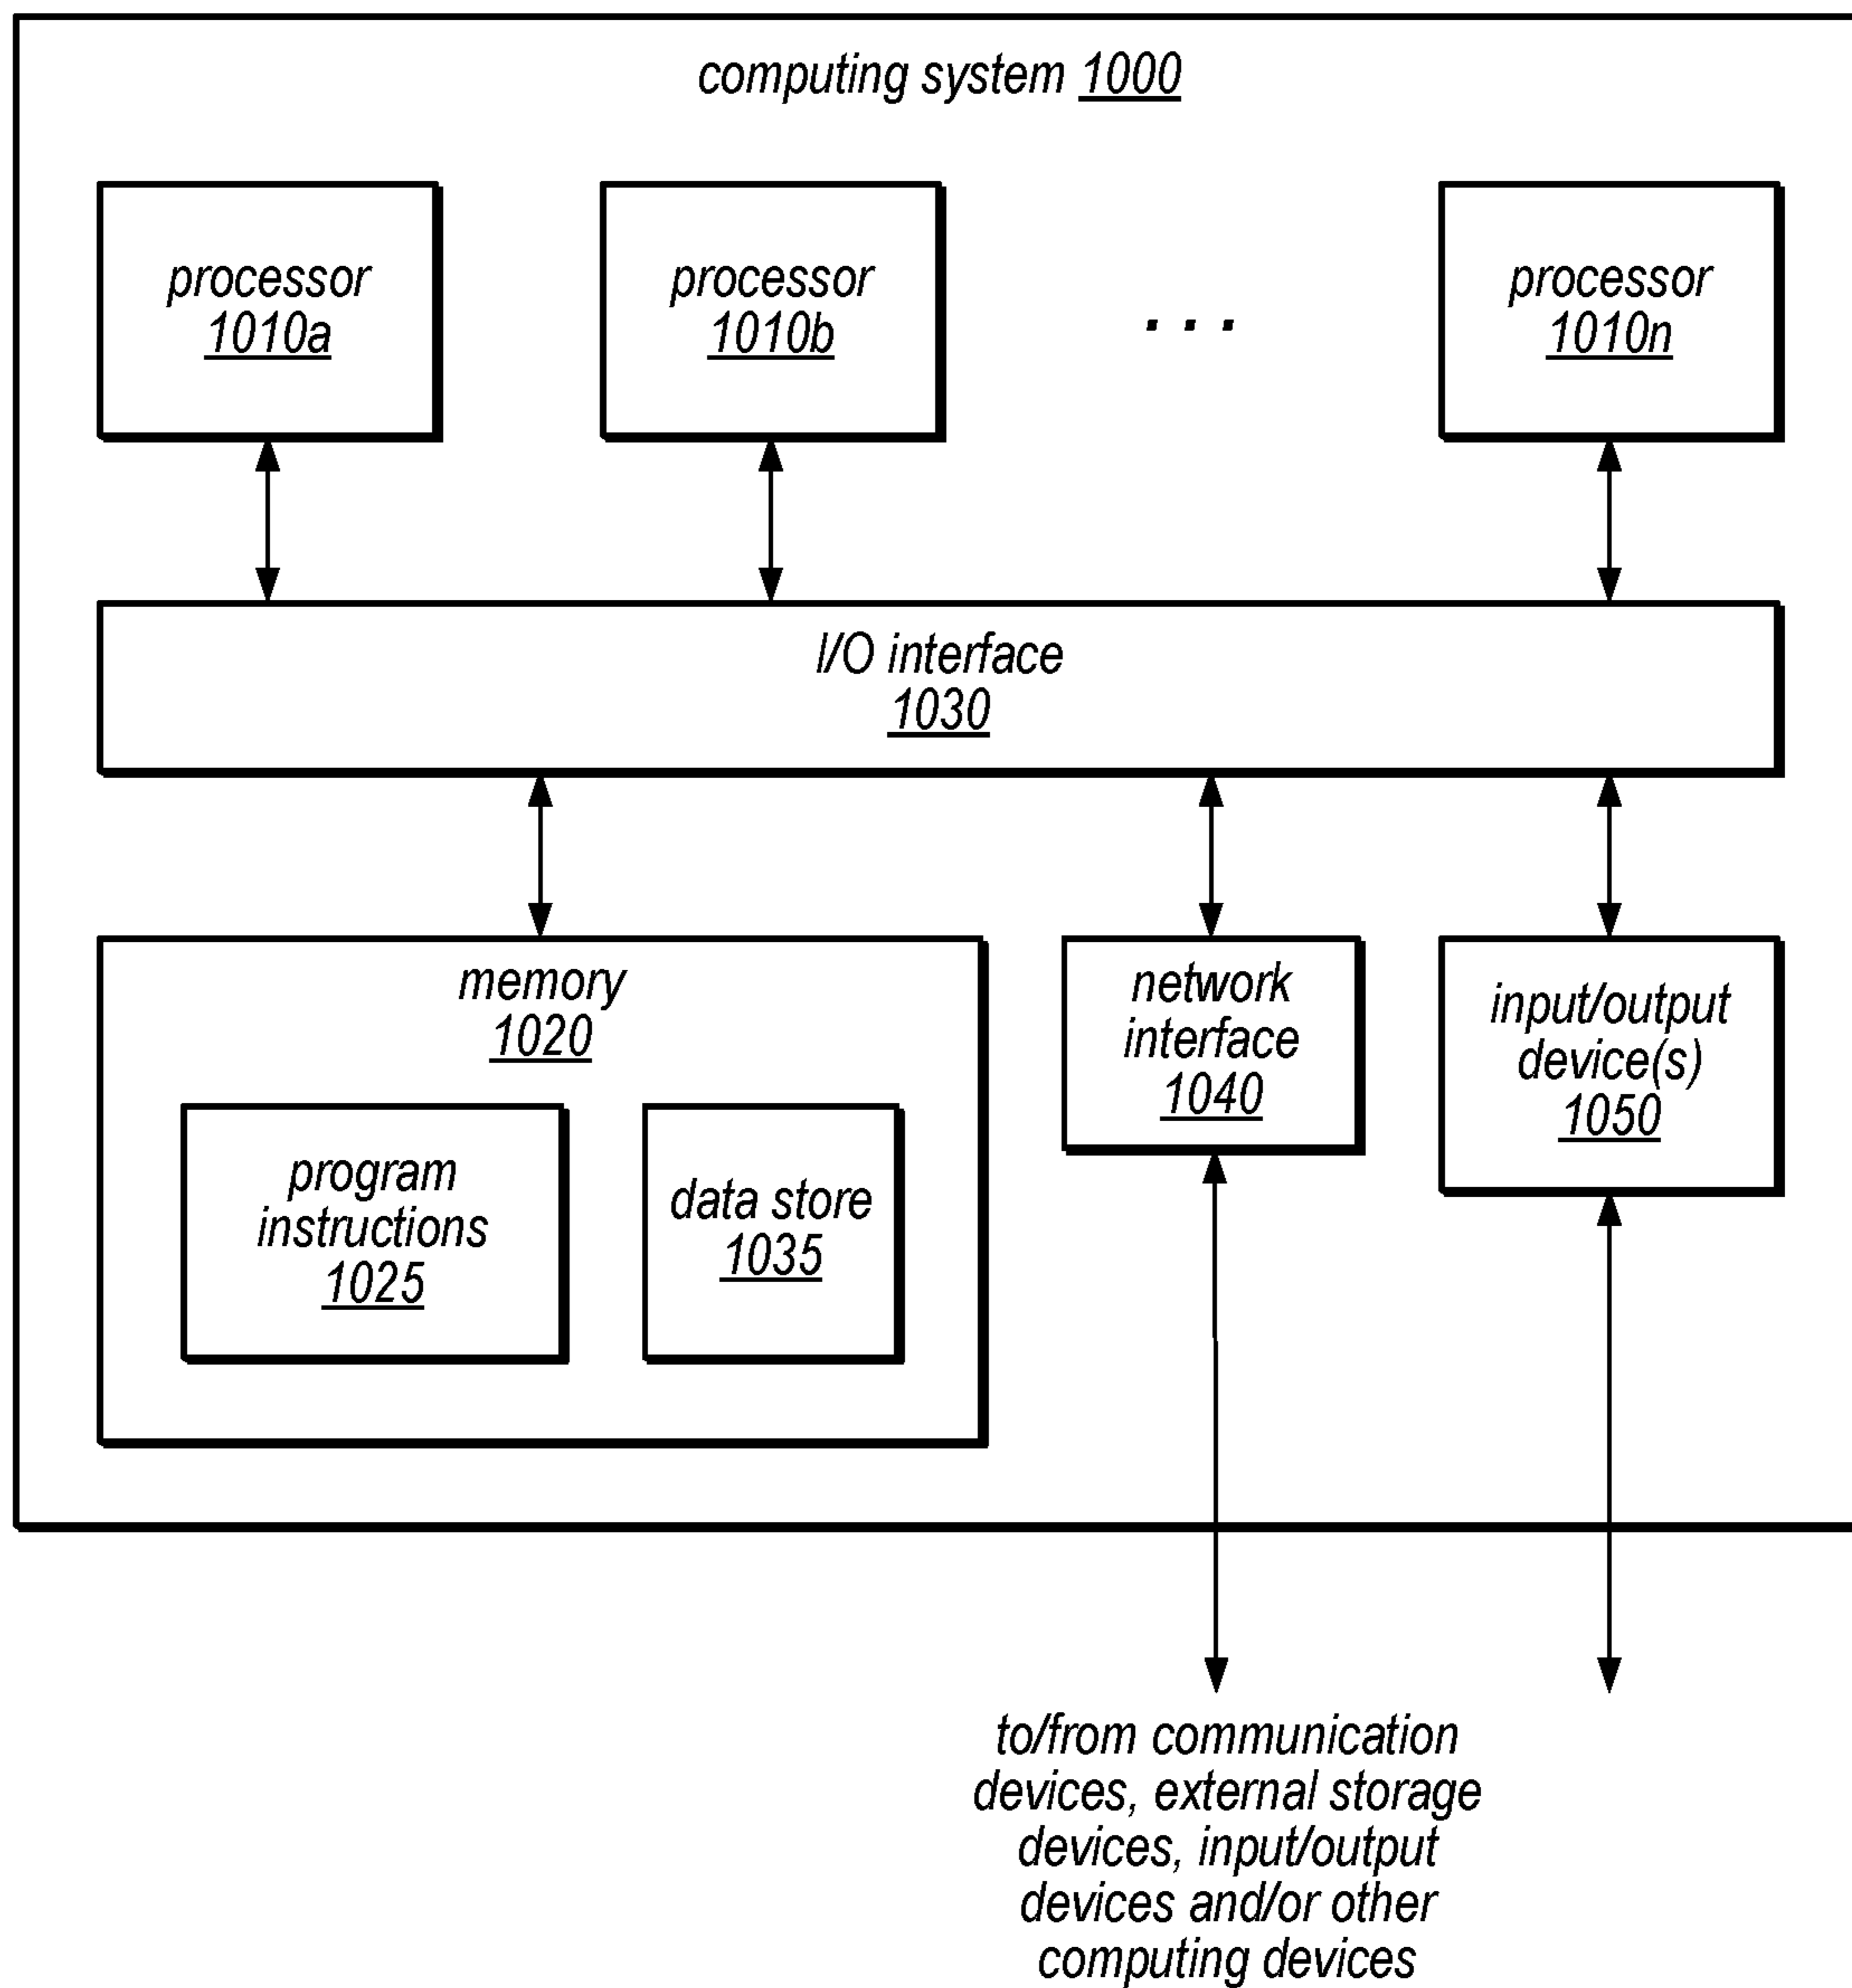 computing system 1000
processor
1010a
processor
1010b
. . .
processor
1010n
I/O interface
1030
memory
1020
program
instructions
1025
data store
1035
network
interface
1040
input/output
device(s)
1050
to/from communication
devices, external storage
devices, input/output
devices and/or other
computing devices